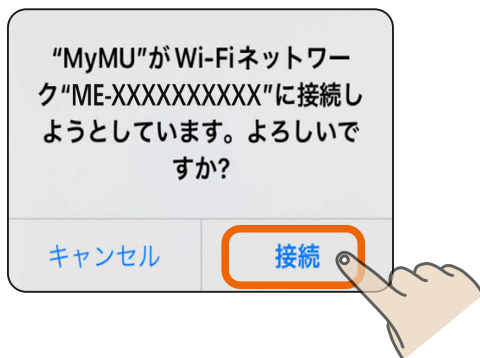 “MyMU”がWi-Fiネットワー
ク“ME-XXXXXXXXXX”に接続し
ようとしています。よろしいで
すか?
キャンセル
接続